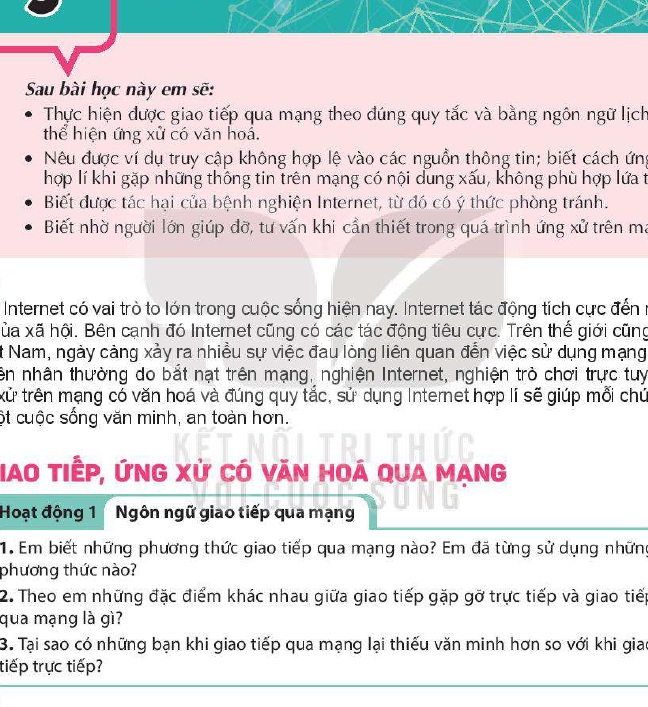 Sau bài học này em sẽ:
• Thực hiện được giao tiếp qua mạng theo đúng quy tắc và bằng ngôn ngữ lịch
thể hiện ứng xử có văn hoá.
• Nêu được ví dụ truy cập không hợp lệ vào các nguồn thông tin; biết cách ứng
hợp lí khi gặp những thông tin trên mạng có nội dung xấu, không phù hợp lứa t
• Biết được tác hại của bệnh nghiện Internet, từ đó có ý thức phòng tránh.
• Biết nhờ người lớn giúp đỡ, tư vấn khi cần thiết trong quá trình ứng xử trên mạ
Internet có vai trò to lớn trong cuộc sống hiện nay. Internet tác động tích cực đến
ủa xã hội. Bên cạnh đó Internet cũng có các tác động tiêu cực. Trên thế giới cũng
t Nam, ngày càng xảy ra nhiều sự việc đau lòng liên quan đến việc sử dụng mạng
ên nhân thường do bắt nạt trên mạng, nghiện Internet, nghiện trò chơi trực tuy
xử trên mạng có văn hoá và đúng quy tắc, sử dụng Internet hợp lí sẽ giúp mỗi chú
ột cuộc sống văn minh, an toàn hơn.
KẾT NỐI TRI THỨC
IAO TIẾP, ỨNG XỬ CÓ VĂN HOÁ QUA MẠNG
VỚI CUỘC SỐNG
Hoạt động 1 Ngôn ngữ giao tiếp qua mạng
1. Em biết những phương thức giao tiếp qua mạng nào? Em đã từng sử dụng những
phương thức nào?
2. Theo em những đặc điểm khác nhau giữa giao tiếp gặp gỡ trực tiếp và giao tiếp
qua mạng là gì?
3. Tại sao có những bạn khi giao tiếp qua mạng lại thiếu văn minh hơn so với khi giao
tiếp trực tiếp?